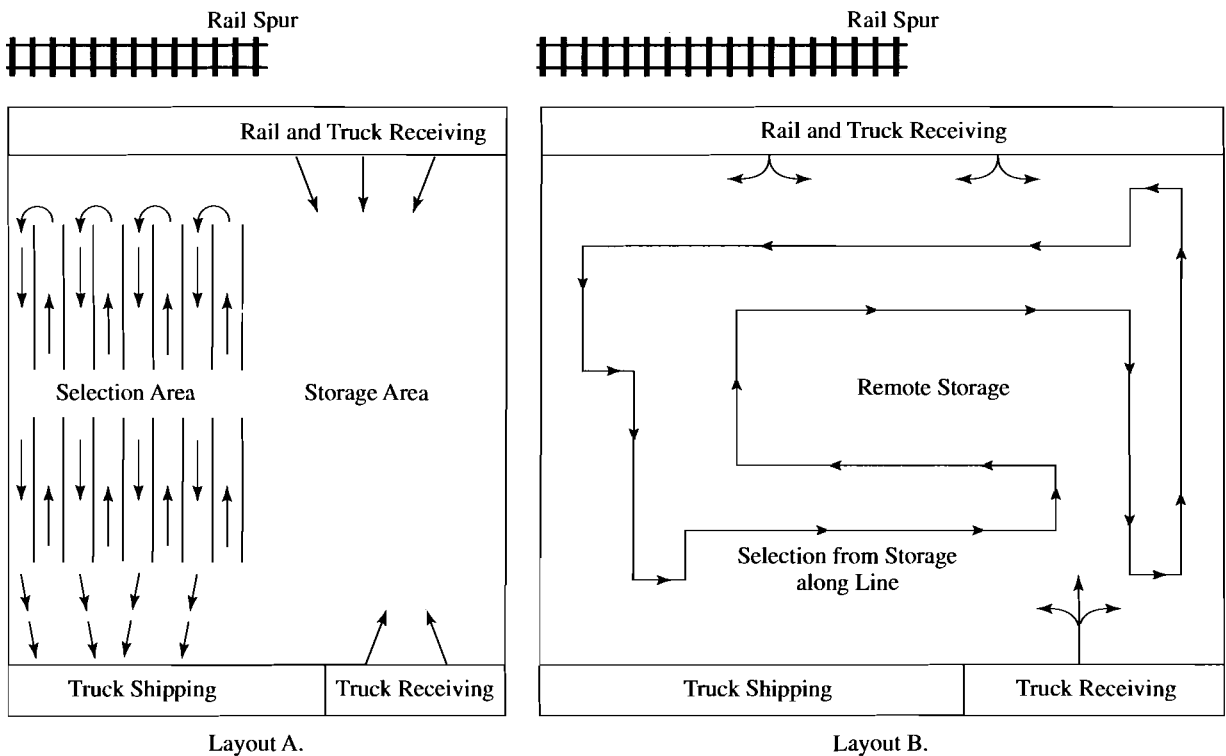 Rail Spur
Rail and Truck Receiving
Selection Area
Storage Area
Truck Shipping
Truck Receiving
Layout A.
Rail Spur
Rail and Truck Receiving
Remote Storage
Selection from Storage
along Line
Truck Shipping
Truck Receiving
Layout B.